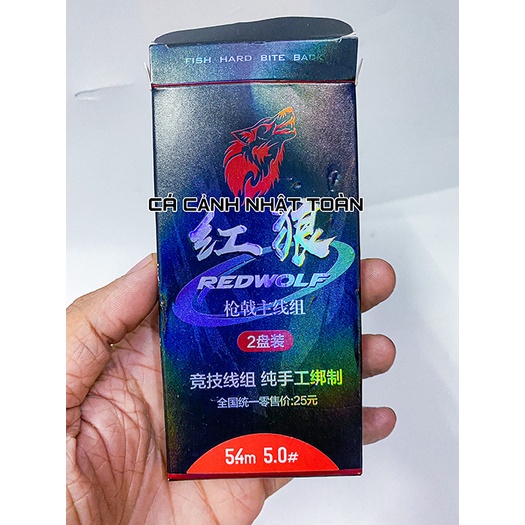 FISH HARD BITE BACK
CÁ CẢNH NHẬT TOÀN
红狼
REDWOLF
枪戟主线组
2盘装
竞技线组 纯手工绑制
全国统一零售价:25元
5.4m 5.0#